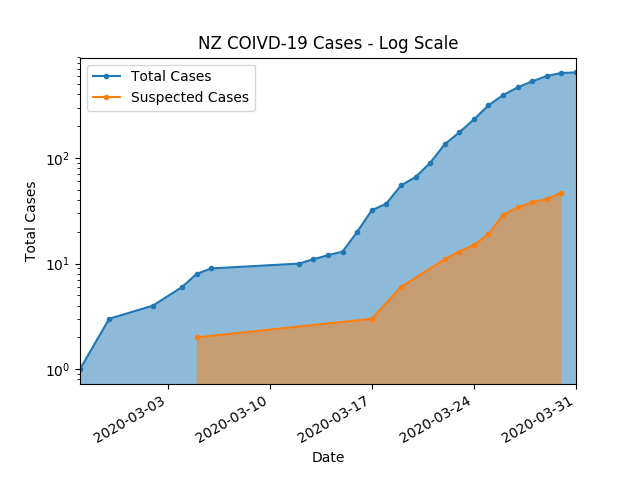 NZ COIVD-19 Cases - Log Scale
Total Cases
Suspected Cases
Total Cases
10²
10¹
10⁰
2020-03-03
2020-03-10
2020-03-17
2020-03-24
2020-03-31
Date